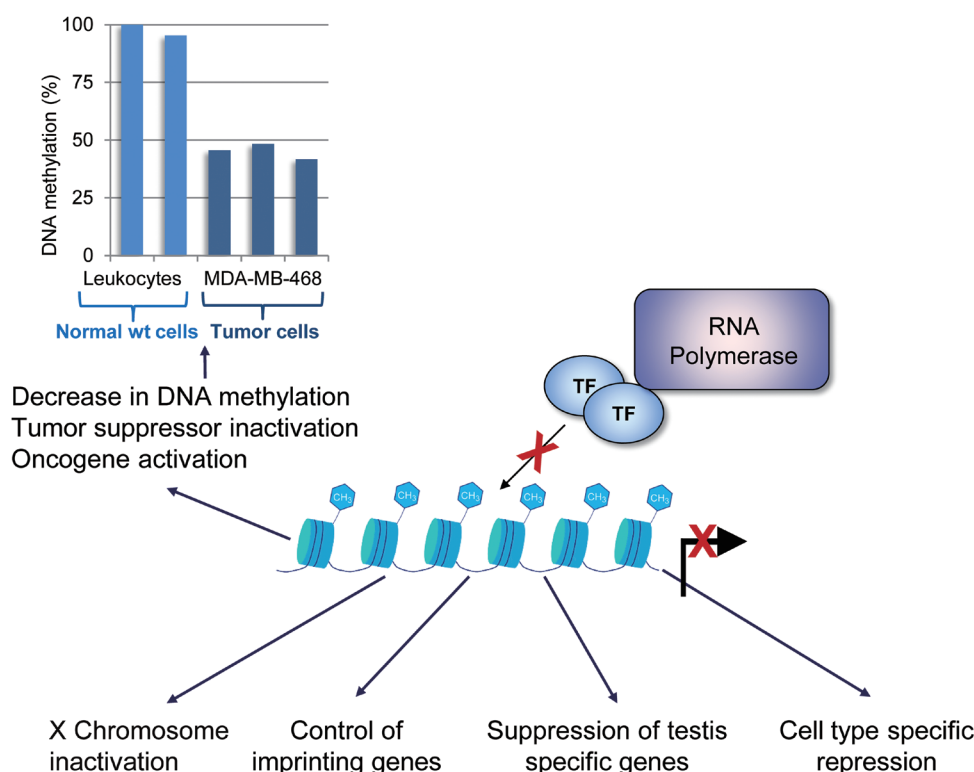 100
75
50
25
0
DNA methylation (%)
Leukocytes
MDA-MB-468
Normal wt cells
Tumor cells
Decrease in DNA methylation
Tumor suppressor inactivation
Oncogene activation
RNA
Polymerase
TF
TF
CH3
CH3
CH3
CH3
CH3
CH3
X Chromosome
inactivation
Control of
imprinting genes
Suppression of testis
specific genes
Cell type specific
repression